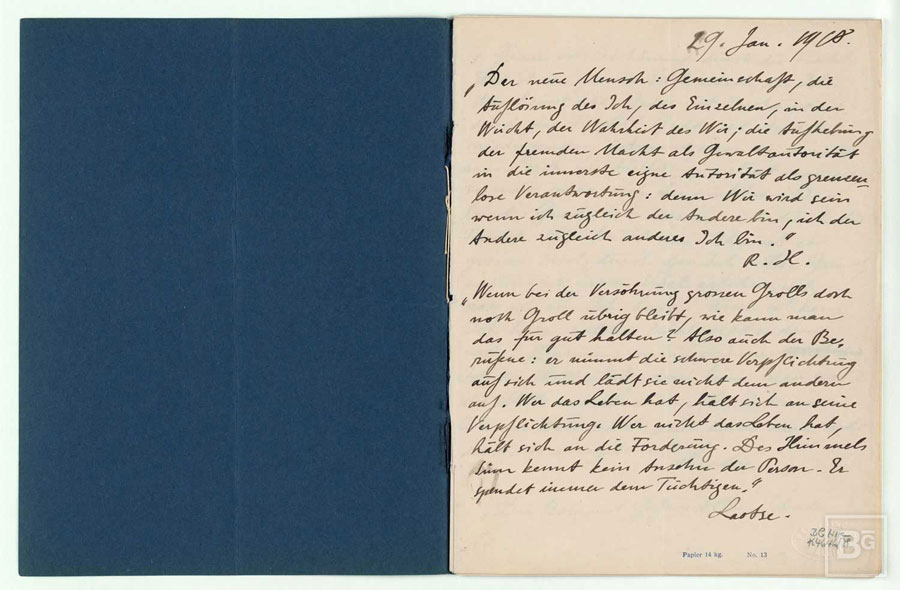 29. Jan. 1918.
„Der neue Mensch: Gemeinschaft, die
Auflösung des Ich, des Einzelnen, in der
Wucht, der Wahrheit des Wir; die Aufhebung
der fremden Macht als Gewaltautorität
in die innerste eigne Autorität als grenzen-
lose Verantwortung: denn Wir wird sein
wenn ich zugleich der Andere bin, ich der
Andere zugleich anderes Ich bin."
R. H.
„Wenn bei der Versöhnung grossen Grolls doch
noch Groll übrig bleibt, wie kann man
das für gut halten? Also auch der Be-
rufene: er nimmt die schwere Verpflichtung
auf sich und lädt sie nicht dem anderen
auf. Wer das Leben hat, hält sich an seine
Verpflichtung. Wer nicht das Leben hat,
hält sich an die Forderung. Des Himmels
Sinn kennt kein Ansehn der Person. Er
spendet immer dem Tüchtigen."
Laotse.
Papier 14 kg. No. 13
BG